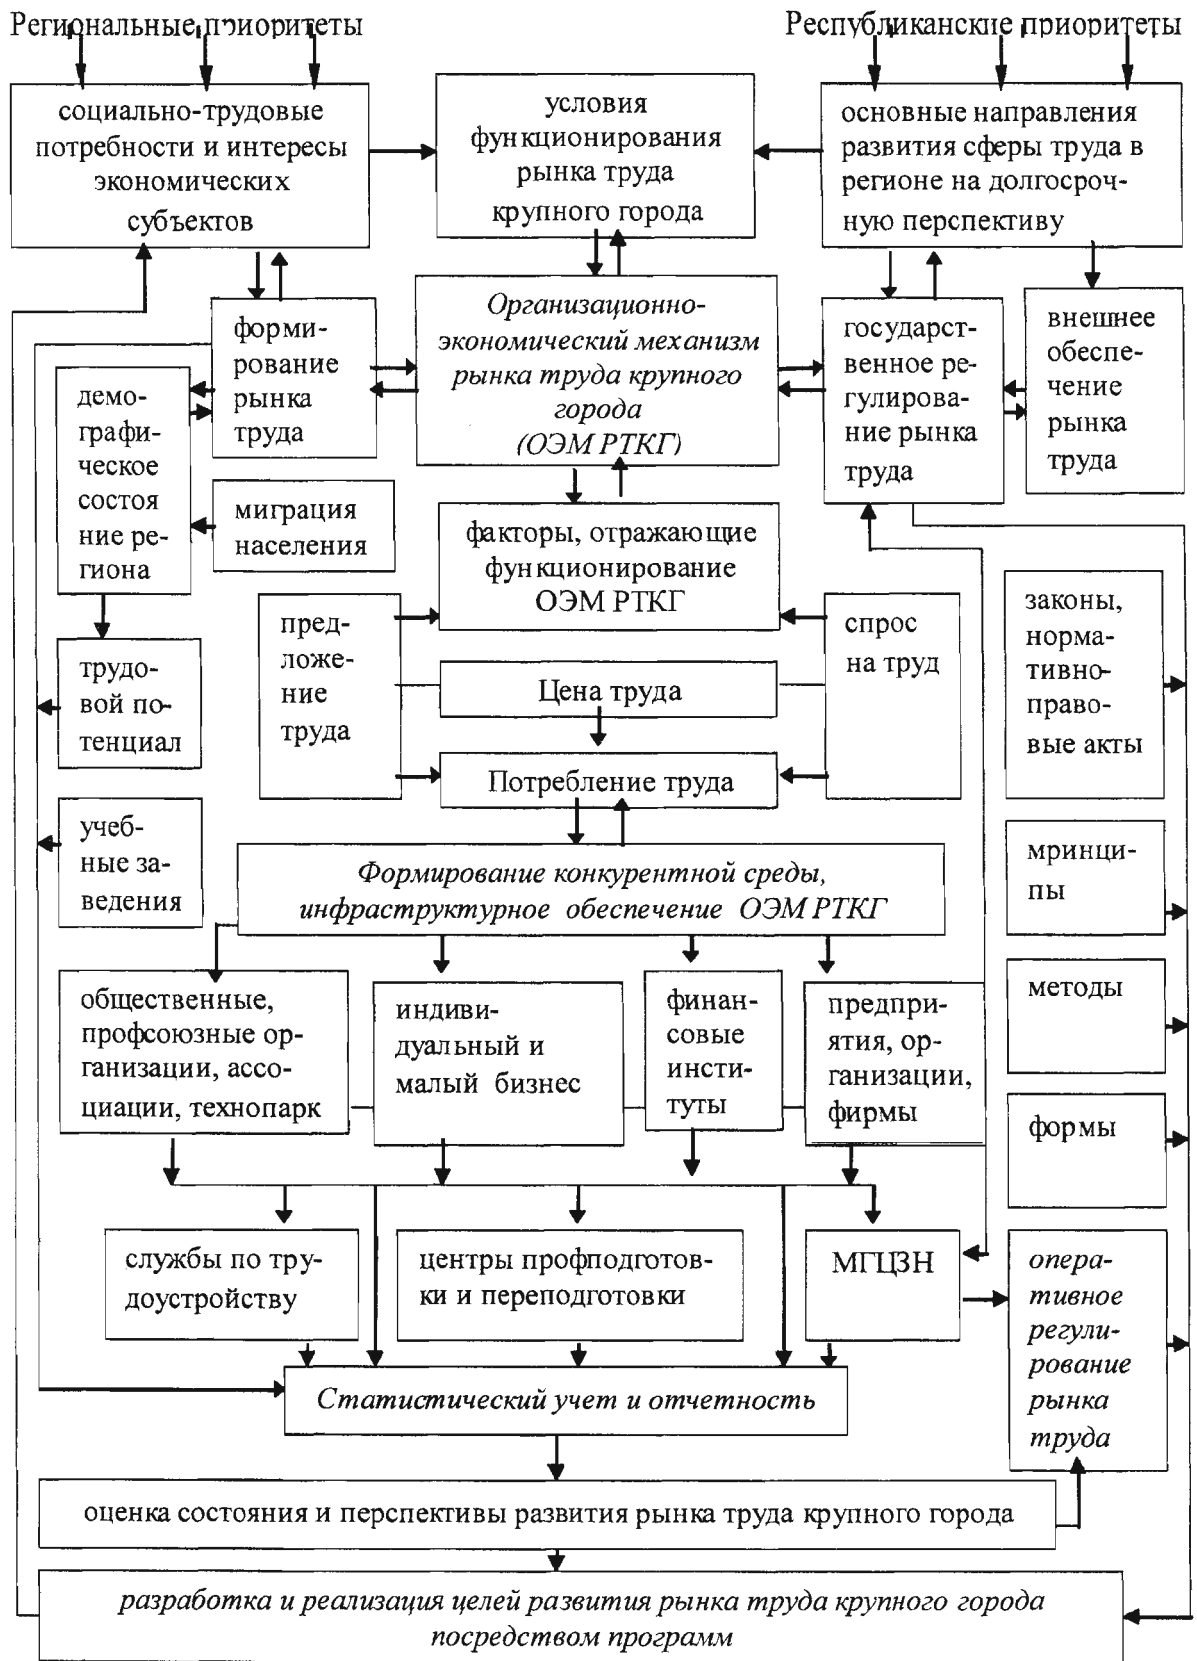 Региональные приоритеты
Республиканские приоритеты
социально-трудовые
потребности и интересы
экономических
субъектов
условия
функционирования
рынка труда
крупного города
основные направления
развития сферы труда в
регионе на долгосроч-
ную перспективу
форми-
рование
рынка
труда
Организационно-
экономический механизм
рынка труда крупного
города
(ОЭМ РТКГ)
государст-
венное ре-
гулирова-
ние рынка
труда
внешнее
обеспе-
чение
рынка
труда
демо-
графи-
ческое
состоя
ние ре-
гиона
миграция
населения
факторы, отражающие
функционирование
ОЭМ РТКГ
пред-
ложе-
ние
труда
спрос
на труд
законы,
норма-
тивно-
право-
вые акты
трудо-
вой по-
тенциал
Цена труда
Потребление труда
учеб-
ные за-
ведения
Формирование конкурентной среды,
инфраструктурное обеспечение ОЭМ РТКГ
мринци-
пы
общественные,
профсоюзные ор-
ганизации, ассо-
циации, технопарк
индиви-
дуальный и
малый бизнес
финан-
совые
инсти-
туты
предпри-
ятия, ор-
ганизации,
фирмы
методы
формы
службы по тру-
доустройству
центры профподготов-
ки и переподготовки
МГЦЗН
опера-
тивное
регули-
рование
рынка
труда
Статистический учет и отчетность
оценка состояния и перспективы развития рынка труда крупного города
разработка и реализация целей развития рынка труда крупного города
посредством программ